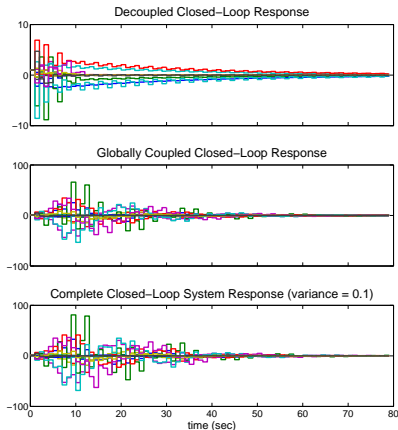 Decoupled Closed−Loop Response
10
0
−10
Globally Coupled Closed−Loop Response
100
0
−100
Complete Closed−Loop System Response (variance = 0.1)
100
0
−100
0 10 20 30 40 50 60 70 80
time (sec)